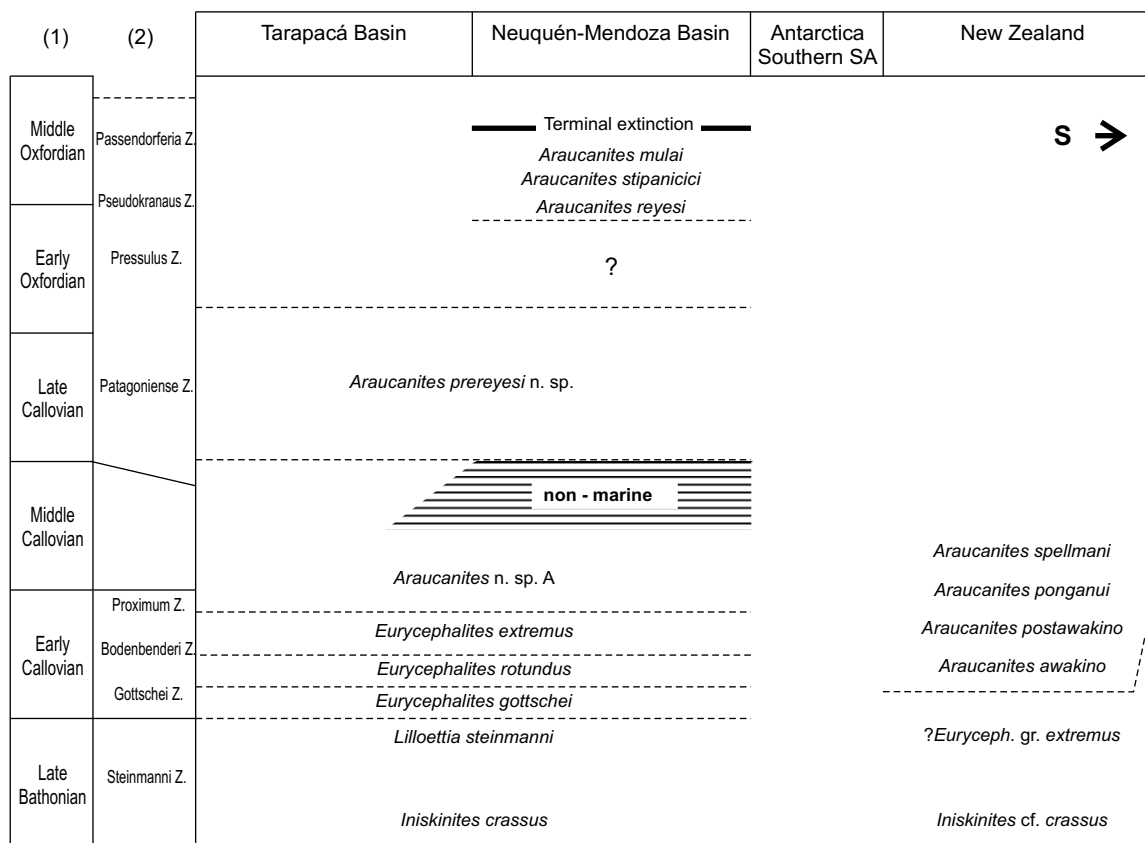 (1)
(2)
Tarapacá Basin
Neuquén-Mendoza Basin
Antarctica
Southern SA
New Zealand
Middle
Oxfordian
Passendorferia Z.
Terminal extinction
S
Araucanites mulai
Araucanites stipanicici
Pseudokranaus Z.
Araucanites reyesi
Early
Oxfordian
Pressulus Z.
?
Late
Callovian
Patagoniense Z.
Araucanites prereyesi n. sp.
Middle
Callovian
non - marine
Araucanites n. sp. A
Araucanites spellmani
Araucanites ponganui
Early
Callovian
Proximum Z.
Eurycephalites extremus
Araucanites postawakino
Bodenbenderi Z.
Eurycephalites rotundus
Araucanites awakino
Gottschei Z.
Eurycephalites gottschei
Late
Bathonian
Steinmanni Z.
Lilloettia steinmanni
?Euryceph. gr. extremus
Iniskinites crassus
Iniskinites cf. crassus